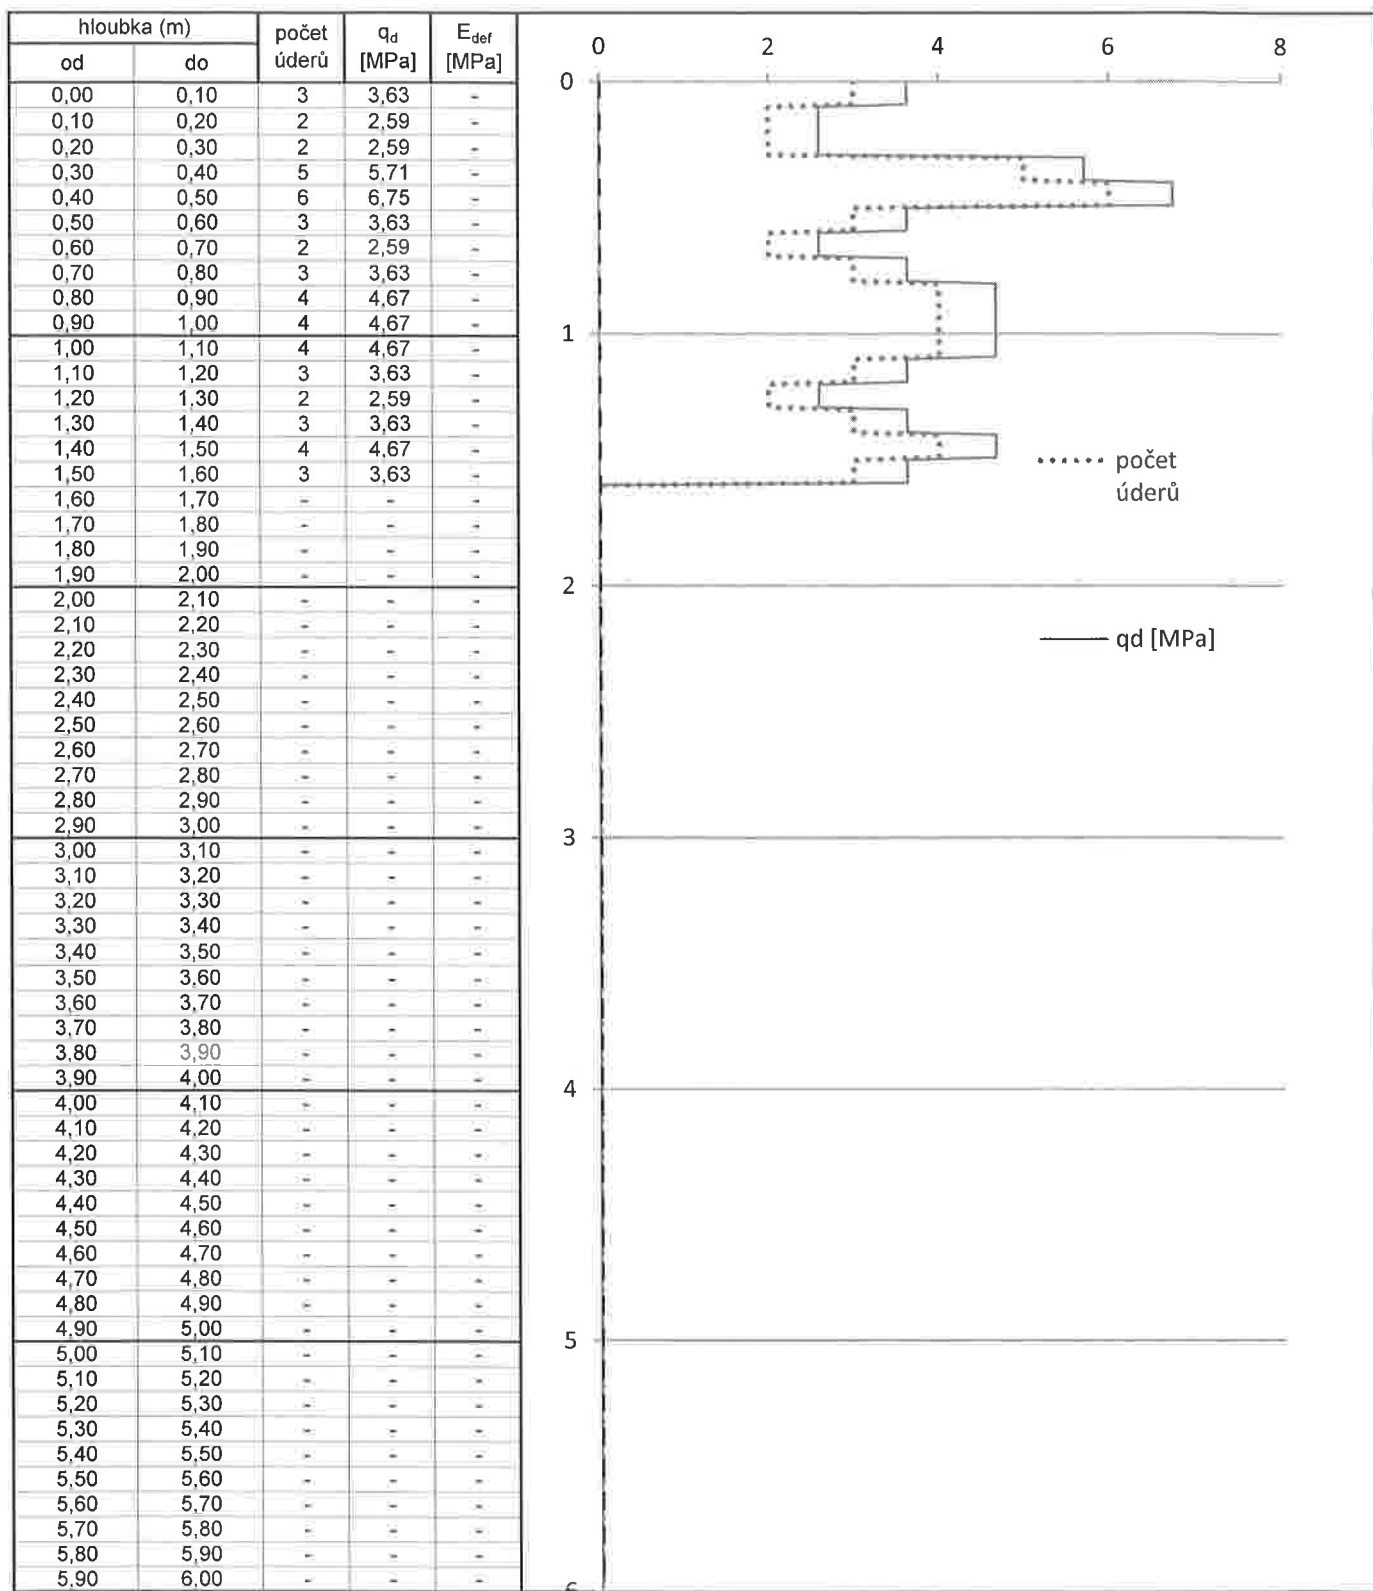 hloubka (m) počet úderů qd [MPa] Edef [MPa]
od do
0,00 0,10 3 3,63 -
0,10 0,20 2 2,59 -
0,20 0,30 2 2,59 -
0,30 0,40 5 5,71 -
0,40 0,50 6 6,75 -
0,50 0,60 3 3,63 -
0,60 0,70 2 2,59 -
0,70 0,80 3 3,63 -
0,80 0,90 4 4,67 -
0,90 1,00 4 4,67 -
1,00 1,10 4 4,67 -
1,10 1,20 3 3,63 -
1,20 1,30 2 2,59 -
1,30 1,40 3 3,63 -
1,40 1,50 4 4,67 -
1,50 1,60 3 3,63 -
1,60 1,70 - - -
1,70 1,80 - - -
1,80 1,90 - - -
1,90 2,00 - - -
2,00 2,10 - - -
2,10 2,20 - - -
2,20 2,30 - - -
2,30 2,40 - - -
2,40 2,50 - - -
2,50 2,60 - - -
2,60 2,70 - - -
2,70 2,80 - - -
2,80 2,90 - - -
2,90 3,00 - - -
3,00 3,10 - - -
3,10 3,20 - - -
3,20 3,30 - - -
3,30 3,40 - - -
3,40 3,50 - - -
3,50 3,60 - - -
3,60 3,70 - - -
3,70 3,80 - - -
3,80 3,90 - - -
3,90 4,00 - - -
4,00 4,10 - - -
4,10 4,20 - - -
4,20 4,30 - - -
4,30 4,40 - - -
4,40 4,50 - - -
4,50 4,60 - - -
4,60 4,70 - - -
4,70 4,80 - - -
4,80 4,90 - - -
4,90 5,00 - - -
5,00 5,10 - - -
5,10 5,20 - - -
5,20 5,30 - - -
5,30 5,40 - - -
5,40 5,50 - - -
5,50 5,60 - - -
5,60 5,70 - - -
5,70 5,80 - - -
5,80 5,90 - - -
5,90 6,00 - - -
0 2 4 6 8
0
1
2
3
4
5
6
počet
úderů
qd [MPa]